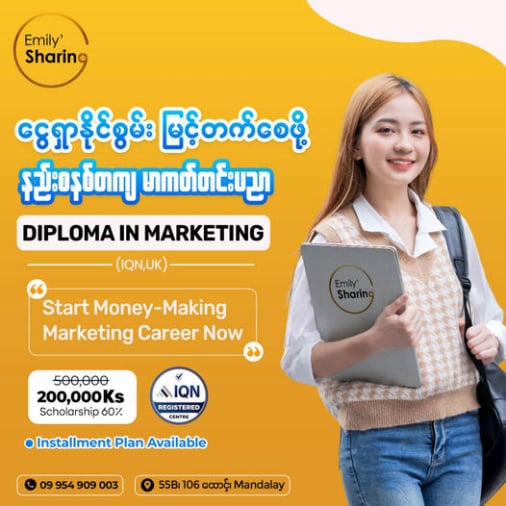 Emily'
Sharing
ငွေရှာနိုင်စွမ်း မြင့်တက်စေဖို့
နည်းစနစ်တကျ မာကတ်တင်းပညာ
DIPLOMA IN MARKETING
(IQN,UK)
Start Money-Making
Marketing Career Now
500,000
200,000Ks
Scholarship 60%
IQN
REGISTERED
CENTRE
Installment Plan Available
Emily'
Sharing
09 954 909 003
55B၊ 106 ထောင့်၊ Mandalay